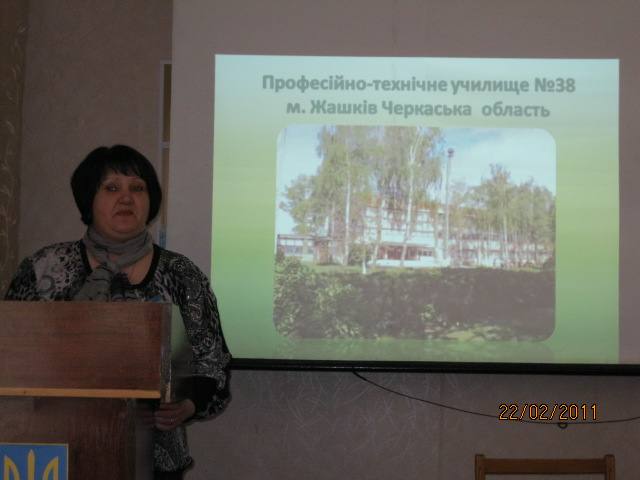 Професійно-технічне училище №38
м. Жашків Черкаська область
22/02/2011